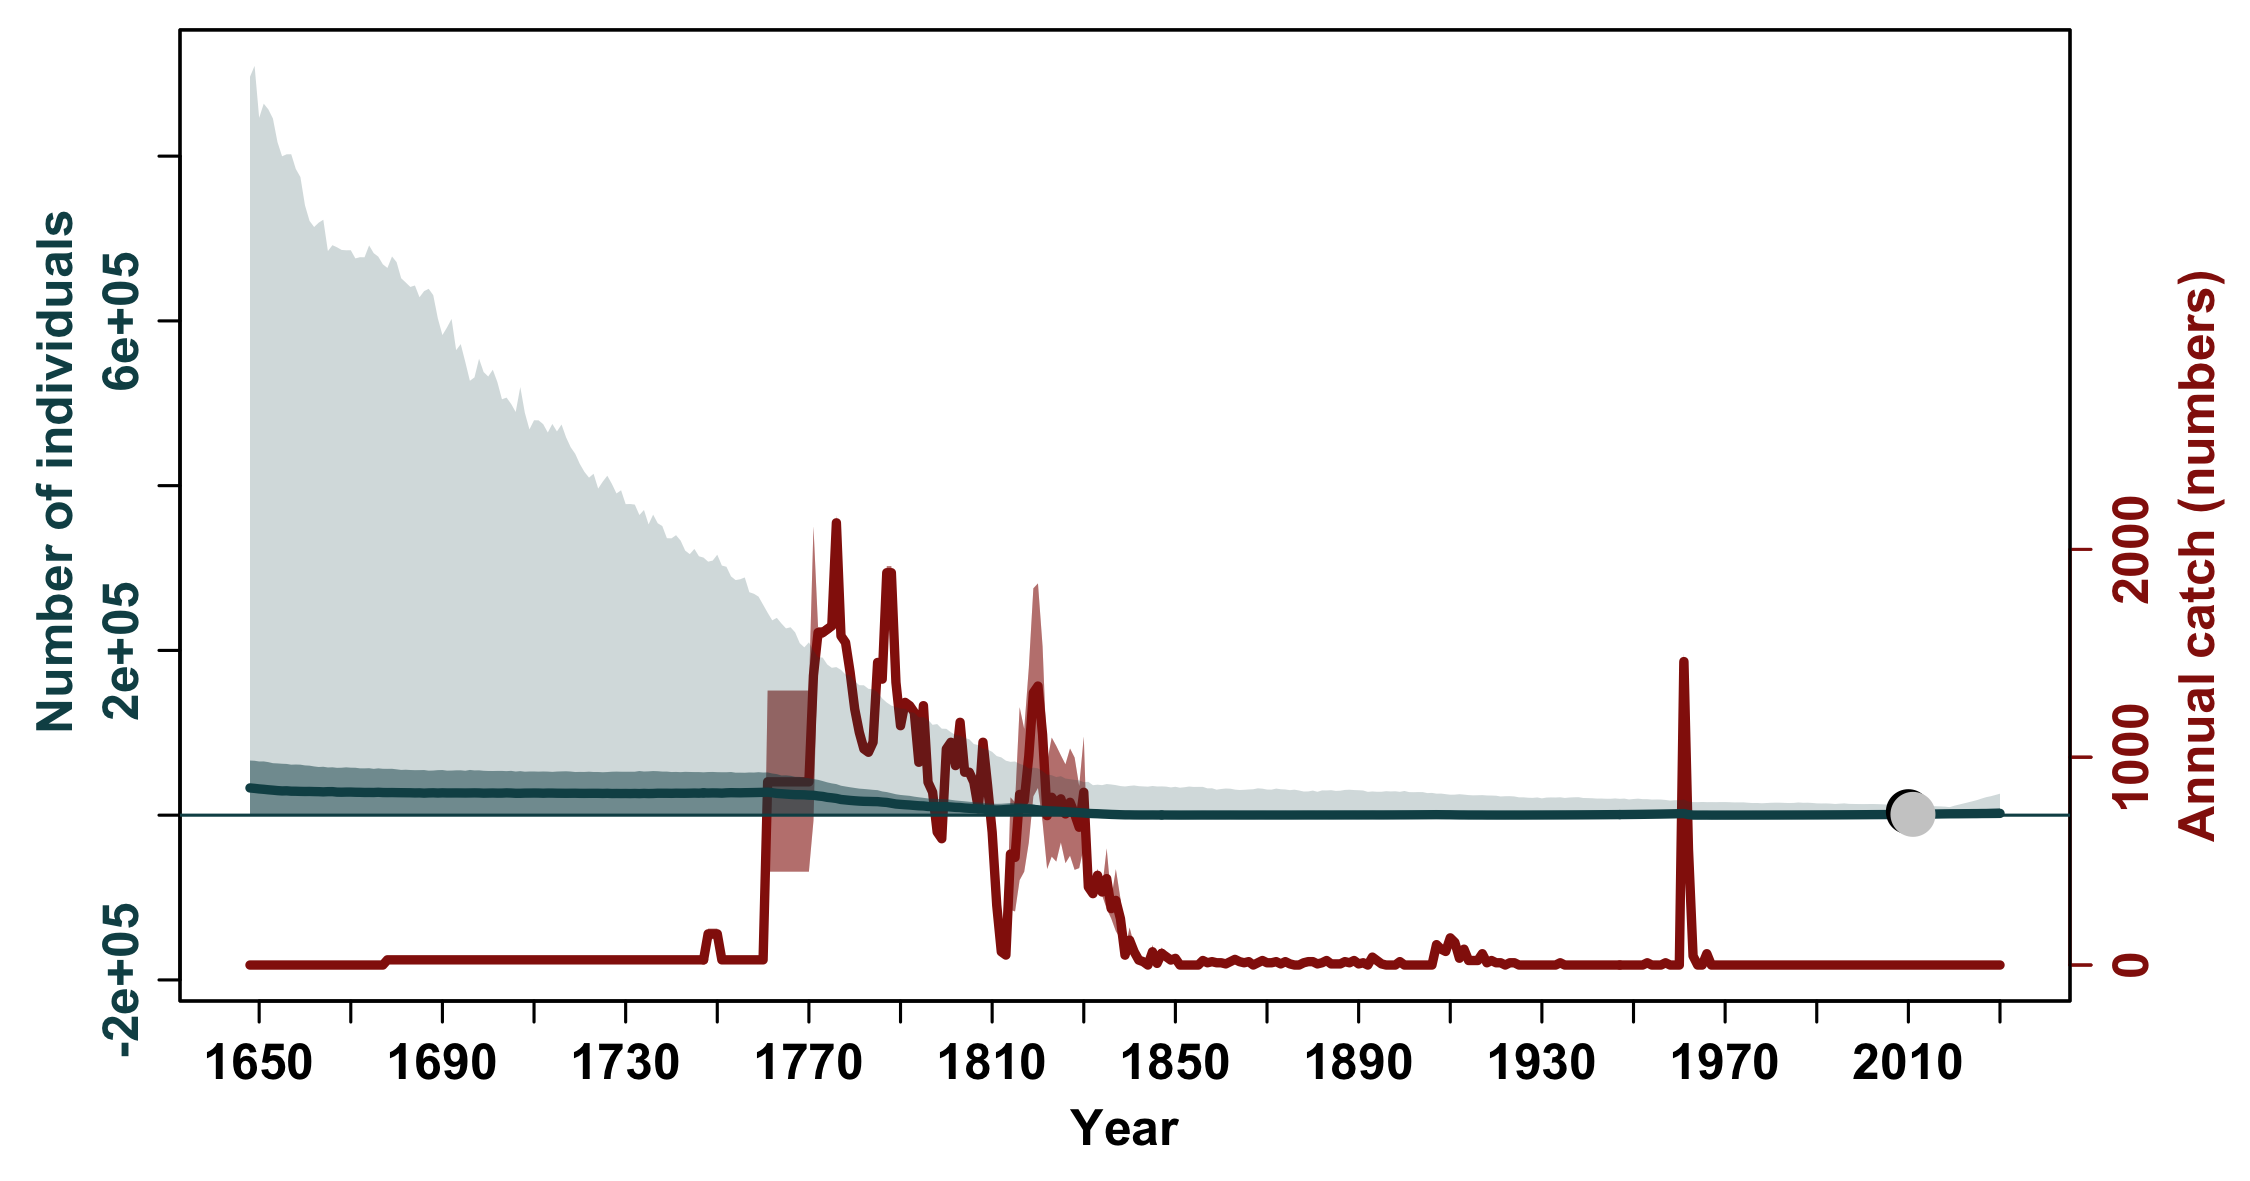 Number of individuals
-2e+05
2e+05
6e+05
1650 1690 1730 1770 1810 1850 1890 1930 1970 2010
Year
0
1000
2000
Annual catch (numbers)